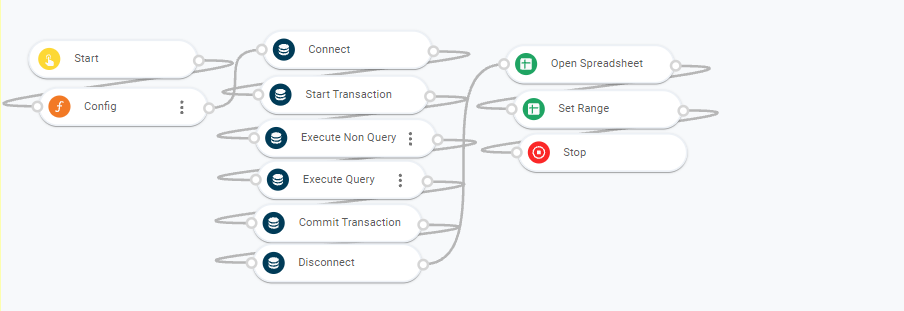 Start
Config
Connect
Start Transaction
Execute Non Query
Execute Query
Commit Transaction
Disconnect
Open Spreadsheet
Set Range
Stop